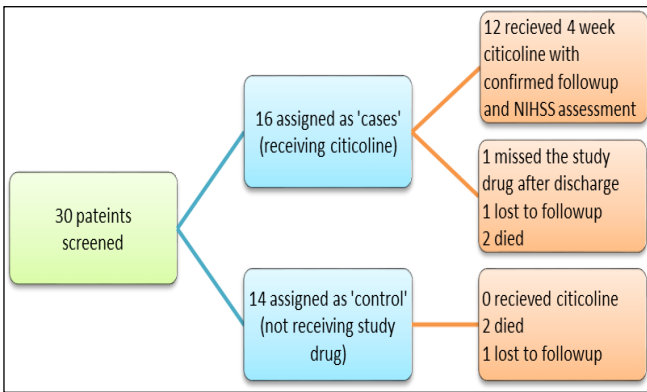 30 pateints
screened
16 assigned as 'cases'
(receiving citicoline)
14 assigned as 'control'
(not receiving study
drug)
12 recieved 4 week
citicoline with
confirmed followup
and NIHSS assessment
1 missed the study
drug after discharge
1 lost to followup
2 died
0 recieved citicoline
2 died
1 lost to followup